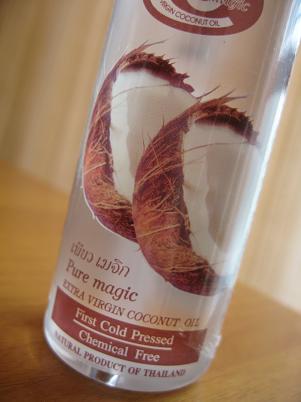 VIRGIN COCONUT OIL
เพียว เมจิก
Pure magic
EXTRA VIRGIN COCONUT OIL
First Cold Pressed
Chemical Free
NATURAL PRODUCT OF THAILAND